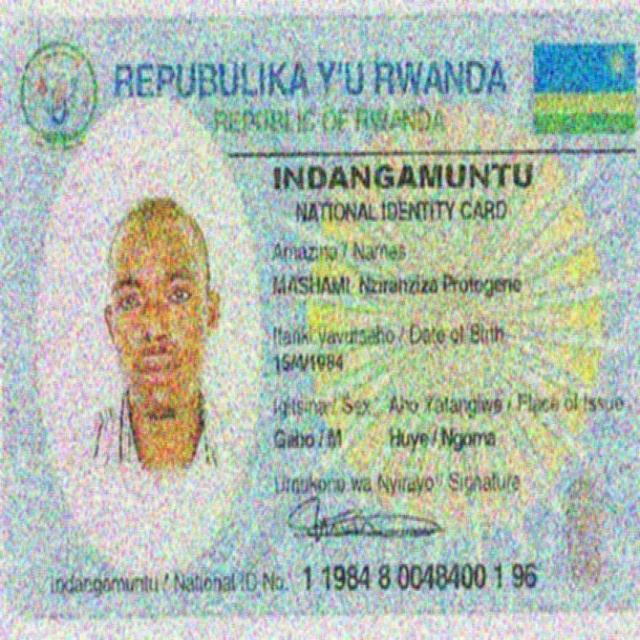 REPUBULIKA Y'U RWANDA
REPUBLIC OF RWANDA
INDANGAMUNTU
NATIONAL IDENTITY CARD
Amazina / Names
MASHAMI Nzirahziza Protogene
Itariki yavutseho / Date of Birth
15/4/1984
Igitsina / Sex Aho Yatangiwe / Place of Issue
Gabo / M Huye / Ngoma
Umukono wa Nyirayo / Signature
Indangamuntu / National ID No. 1 1984 8 0048400 1 96